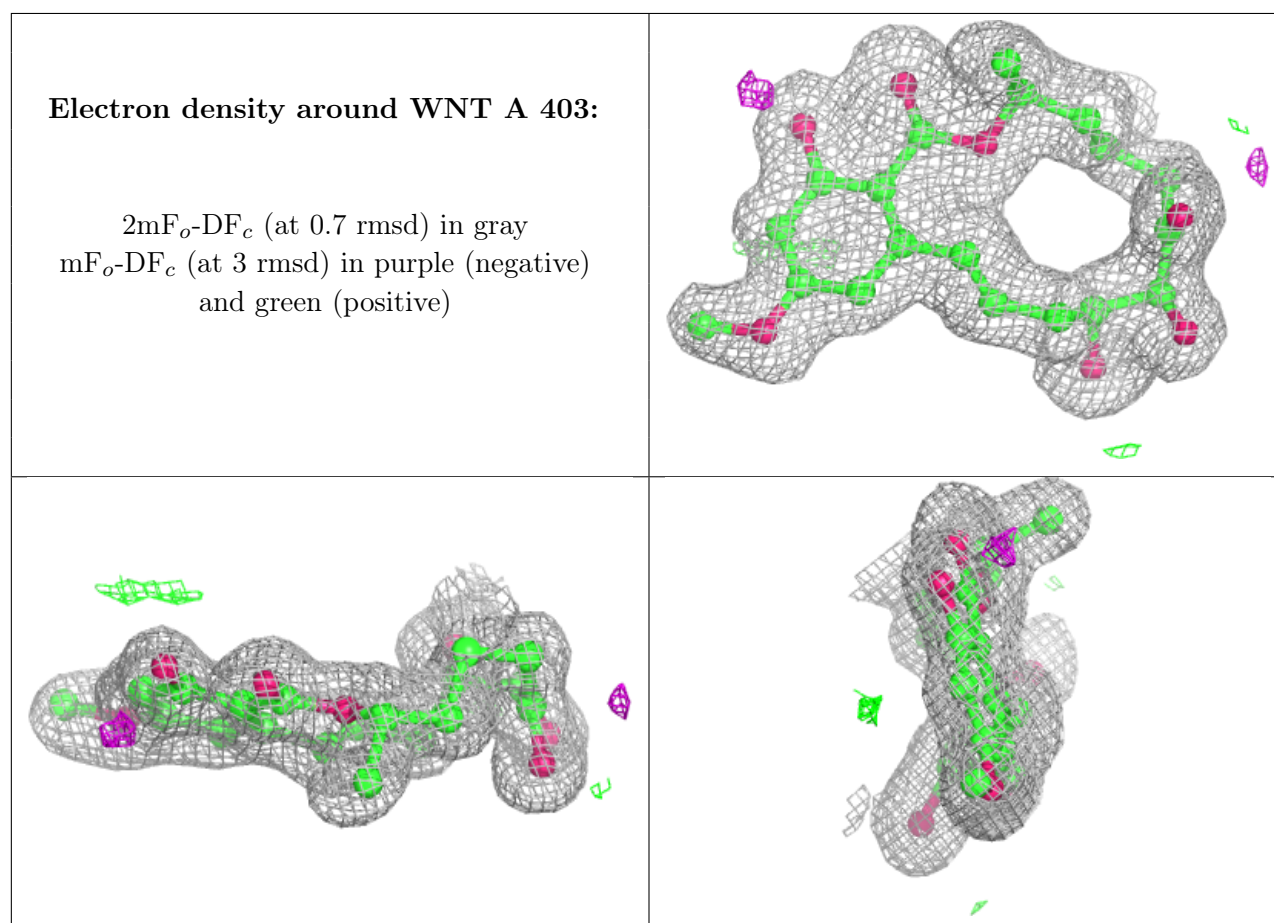 Electron density around WNT A 403:
2mFo-DFc (at 0.7 rmsd) in gray
mFo-DFc (at 3 rmsd) in purple (negative)
and green (positive)